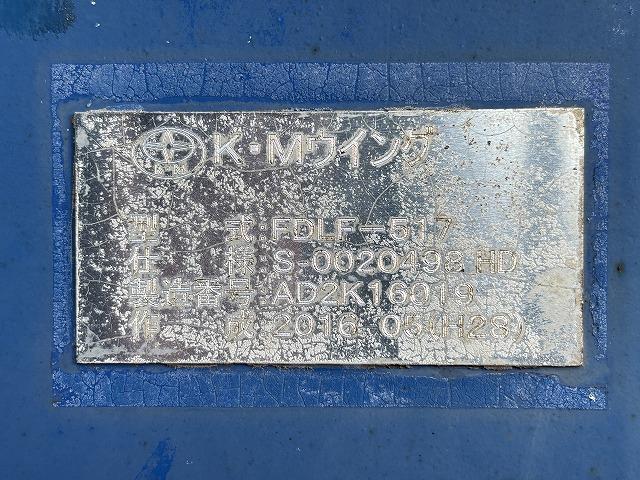 K・M K・Mウイング
型 式：FDLF-517
仕 様：S-0020498 HD
製造番号：AD2K16019
作 成：2016 05(H28)